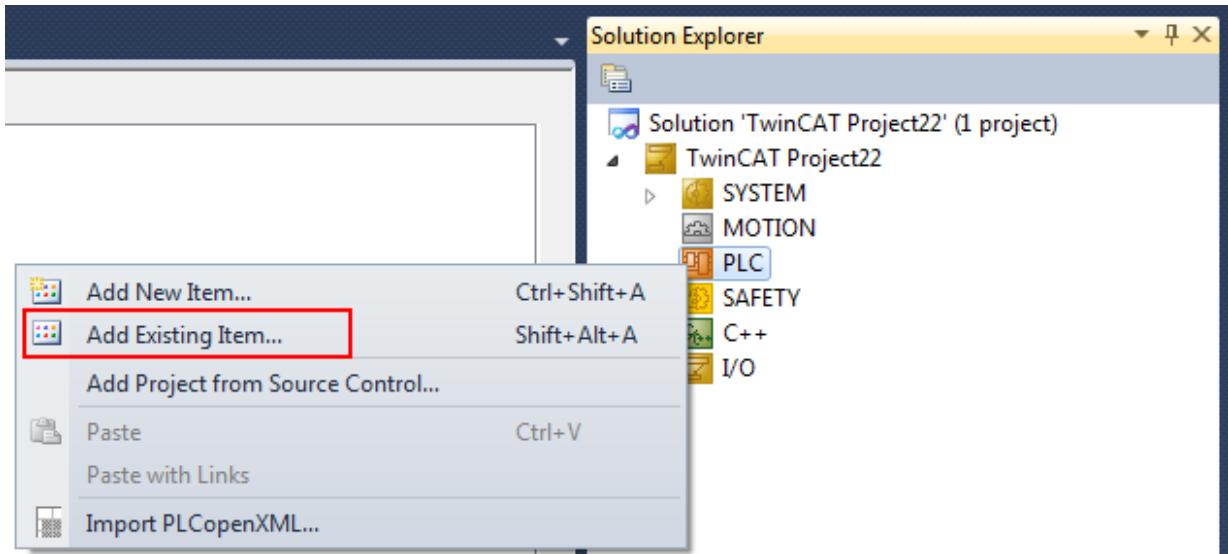 Solution Explorer
Solution 'TwinCAT Project22' (1 project)
TwinCAT Project22
SYSTEM
MOTION
PLC
SAFETY
C++
I/O
Add New Item... Ctrl+Shift+A
Add Existing Item... Shift+Alt+A
Add Project from Source Control...
Paste Ctrl+V
Paste with Links
Import PLCopenXML...